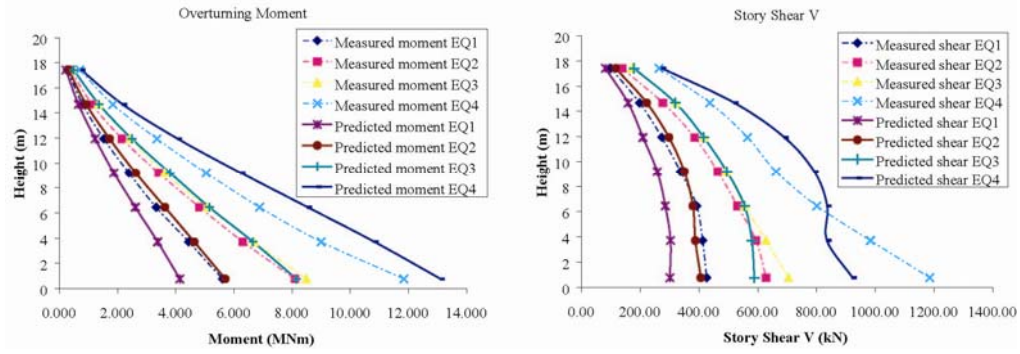 Overturning Moment
20
18
16
14
12
10
8
6
4
2
0
Height (m)
0.000 2.000 4.000 6.000 8.000 10.000 12.000 14.000
Moment (MNm)
Measured moment EQ1
Measured moment EQ2
Measured moment EQ3
Measured moment EQ4
Predicted moment EQ1
Predicted moment EQ2
Predicted moment EQ3
Predicted moment EQ4
Story Shear V
20
18
16
14
12
10
8
6
4
2
0
Height (m)
0.00 200.00 400.00 600.00 800.00 1000.00 1200.00 1400.00
Story Shear V (kN)
Measured shear EQ1
Measured shear EQ2
Measured shear EQ3
Measured shear EQ4
Predicted shear EQ1
Predicted shear EQ2
Predicted shear EQ3
Predicted shear EQ4